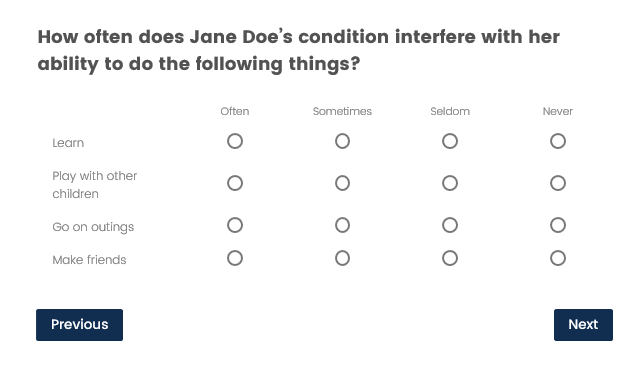 How often does Jane Doe's condition interfere with her
ability to do the following things?
Often Sometimes Seldom Never
Learn
Play with other
children
Go on outings
Make friends
Previous Next